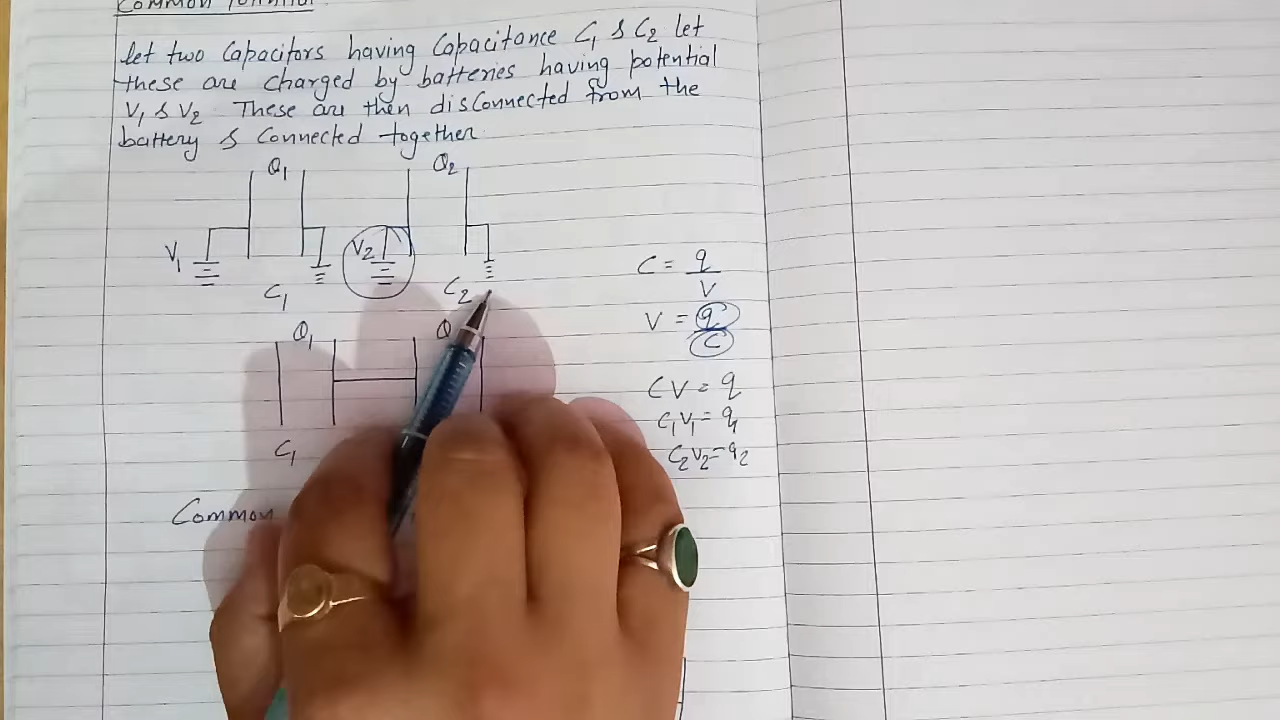 Common
let two Capacitors having Capacitance C₁ & C₂ let
these are charged by batteries having potential
V₁ & V₂ These are then disConnected from the
battery & Connected together.
Q₁ Q₂
V₁ V₂
C₁ C₂
Q₁ Q
C₁
Common
C = q/V
V = q/C
CV = q
C₁V₁ = q₁
C₂V₂ = q₂